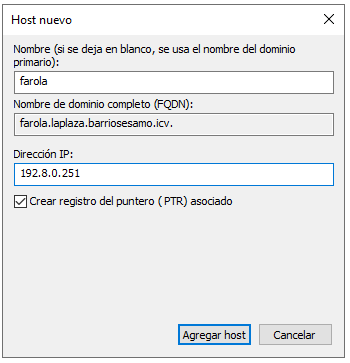 Host nuevo
Nombre (si se deja en blanco, se usa el nombre del dominio
primario):
farola
Nombre de dominio completo (FQDN):
farola.laplaza.barriosesamo.icv.
Dirección IP:
192.8.0.251
Crear registro del puntero (PTR) asociado
Agregar host
Cancelar